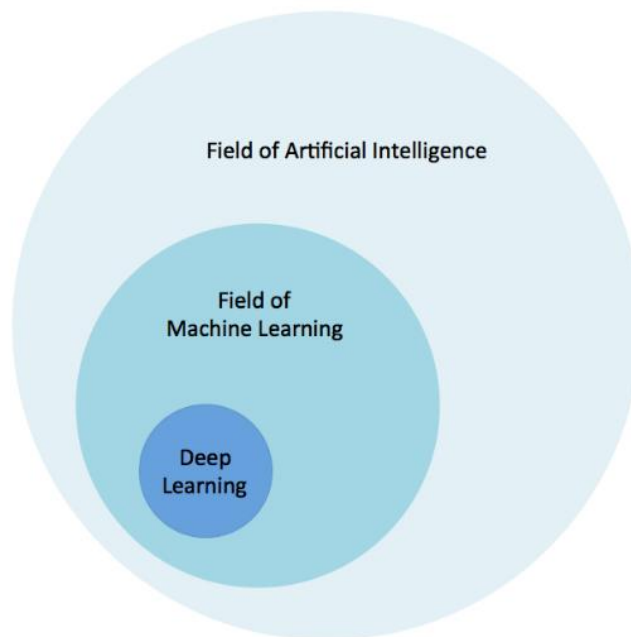 Field of Artificial Intelligence
Field of
Machine Learning
Deep
Learning